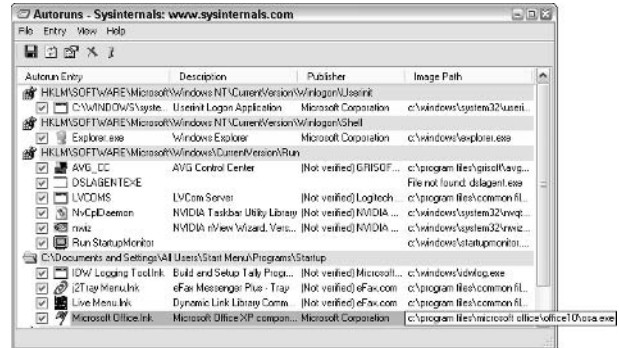 Autoruns - Sysinternals: www.sysinternals.com
File Entry View Help
Autorun Entry Description Publisher Image Path
HKLM\SOFTWARE\Microsoft\Windows NT\CurrentVersion\Winlogon\Userinit
C:\WINDOWS\syste... Userinit Logon Application Microsoft Corporation c:\windows\system32\useri...
HKLM\SOFTWARE\Microsoft\Windows NT\CurrentVersion\Winlogon\Shell
Explorer.exe Windows Explorer Microsoft Corporation c:\windows\explorer.exe
HKLM\SOFTWARE\Microsoft\Windows\CurrentVersion\Run
AVG_CC AVG Control Center (Not verified) GRISOF... c:\program files\grisoft\avg...
DSLAGENTEXE File not found: dslagent.exe
LVCOMS LVCom Server (Not verified) Logitech... c:\program files\common fil...
NvCplDaemon NVIDIA Taskbar Utility Library (Not verified) NVIDIA ... c:\windows\system32\nvqt...
nwiz NVIDIA nView Wizard, Vers... (Not verified) NVIDIA ... c:\windows\system32\nwiz...
Run StartupMonitor c:\windows\startupmonitor....
C:\Documents and Settings\All Users\Start Menu\Programs\Startup
IDW Logging Tool.lnk Build and Setup Tally Prog... (Not verified) Microsoft... c:\windows\idwlog.exe
i2Tray Menu.lnk eFax Messenger Plus - Tray (Not verified) eFax.com c:\program files\common fil...
Live Menu.lnk Dynamic Link Library Comm... (Not verified) eFax.com c:\program files\common fil...
Microsoft Office.lnk Microsoft Office XP compon... Microsoft Corporation c:\program files\microsoft office\office10\osa.exe